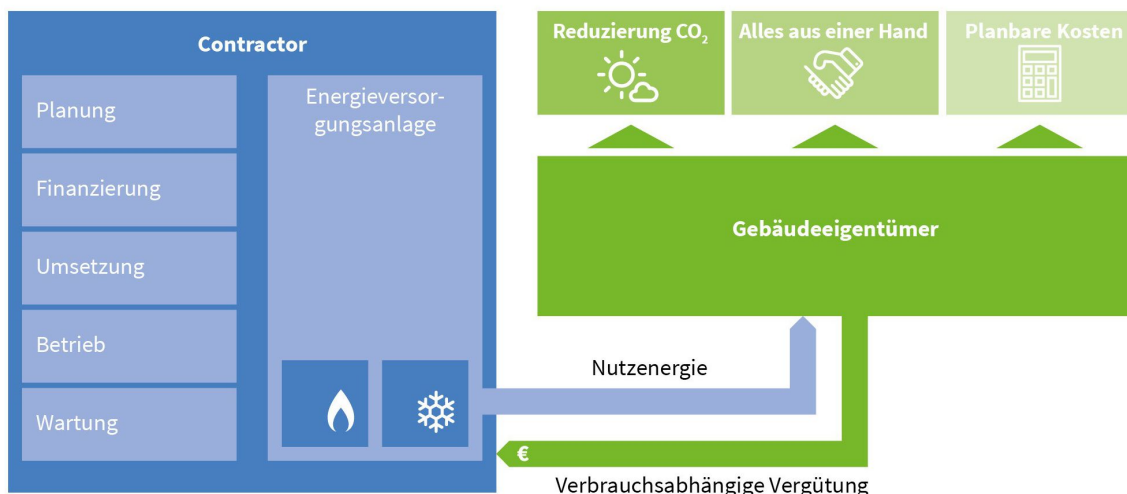 Contractor
Planung
Finanzierung
Umsetzung
Betrieb
Wartung
Energieversor-
gungsanlage
Reduzierung CO₂
Alles aus einer Hand
Planbare Kosten
Gebäudeeigentümer
Nutzenergie
€
Verbrauchsabhängige Vergütung